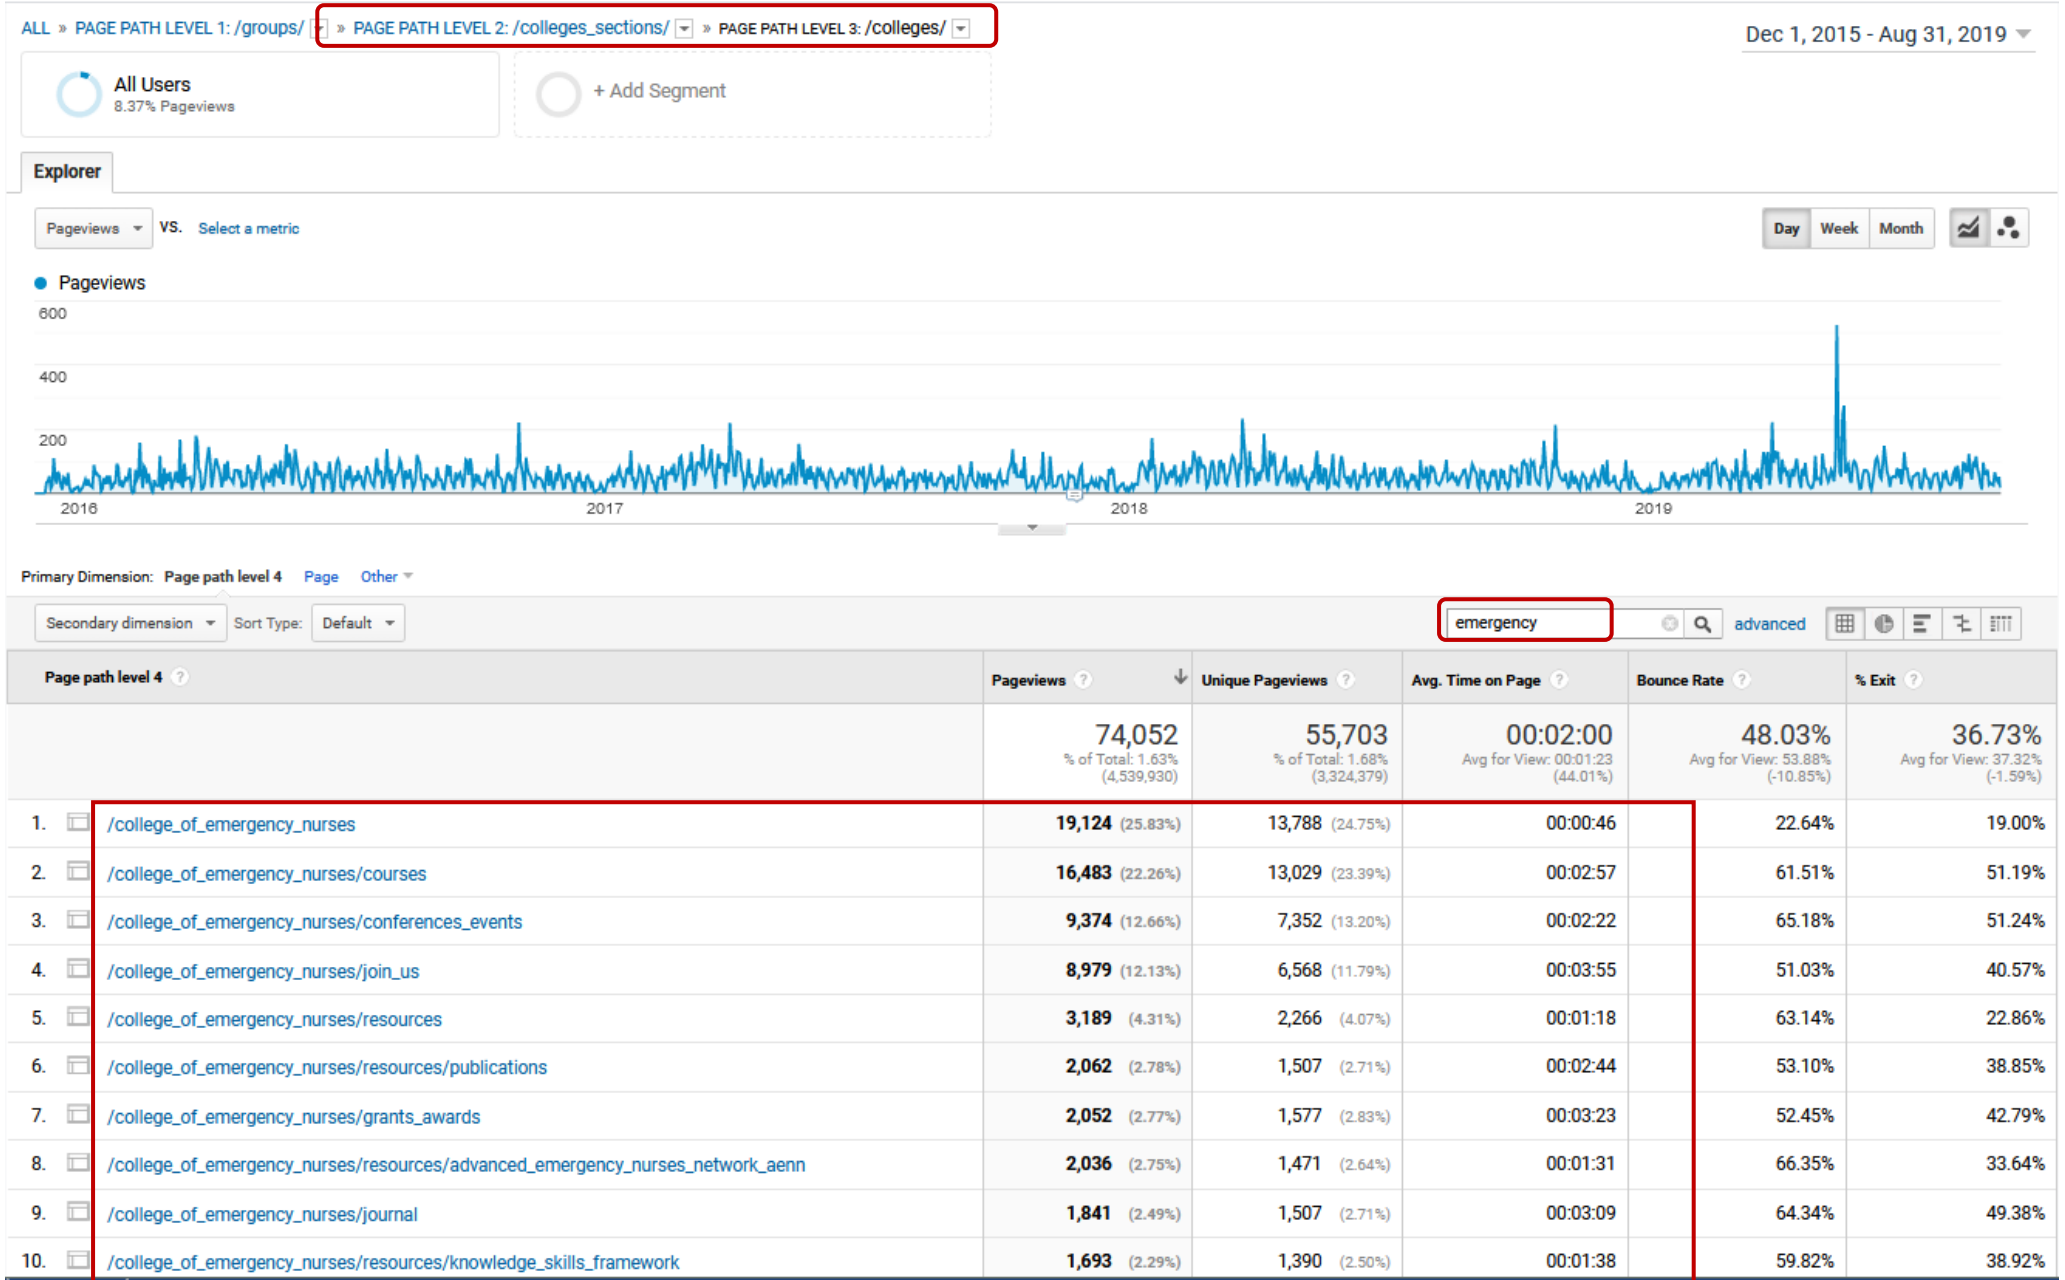 ALL » PAGE PATH LEVEL 1: /groups/ » PAGE PATH LEVEL 2: /colleges_sections/ » PAGE PATH LEVEL 3: /colleges/
Dec 1, 2015 - Aug 31, 2019
All Users
8.37% Pageviews
+ Add Segment
Explorer
Pageviews VS. Select a metric
Day Week Month
Pageviews
600
400
200
2016 2017 2018 2019
Primary Dimension: Page path level 4 Page Other
Secondary dimension Sort Type: Default emergency advanced
Page path level 4 ? Pageviews ? Unique Pageviews ? Avg. Time on Page ? Bounce Rate ? % Exit ?
74,052 55,703 00:02:00 48.03% 36.73%
% of Total: 1.63% % of Total: 1.68% Avg for View: 00:01:23 Avg for View: 53.88% Avg for View: 37.32%
(4,539,930) (3,324,379) (44.01%) (-10.85%) (-1.59%)
1. /college_of_emergency_nurses 19,124 (25.83%) 13,788 (24.75%) 00:00:46 22.64% 19.00%
2. /college_of_emergency_nurses/courses 16,483 (22.26%) 13,029 (23.39%) 00:02:57 61.51% 51.19%
3. /college_of_emergency_nurses/conferences_events 9,374 (12.66%) 7,352 (13.20%) 00:02:22 65.18% 51.24%
4. /college_of_emergency_nurses/join_us 8,979 (12.13%) 6,568 (11.79%) 00:03:55 51.03% 40.57%
5. /college_of_emergency_nurses/resources 3,189 (4.31%) 2,266 (4.07%) 00:01:18 63.14% 22.86%
6. /college_of_emergency_nurses/resources/publications 2,062 (2.78%) 1,507 (2.71%) 00:02:44 53.10% 38.85%
7. /college_of_emergency_nurses/grants_awards 2,052 (2.77%) 1,577 (2.83%) 00:03:23 52.45% 42.79%
8. /college_of_emergency_nurses/resources/advanced_emergency_nurses_network_aenn 2,036 (2.75%) 1,471 (2.64%) 00:01:31 66.35% 33.64%
9. /college_of_emergency_nurses/journal 1,841 (2.49%) 1,507 (2.71%) 00:03:09 64.34% 49.38%
10. /college_of_emergency_nurses/resources/knowledge_skills_framework 1,693 (2.29%) 1,390 (2.50%) 00:01:38 59.82% 38.92%